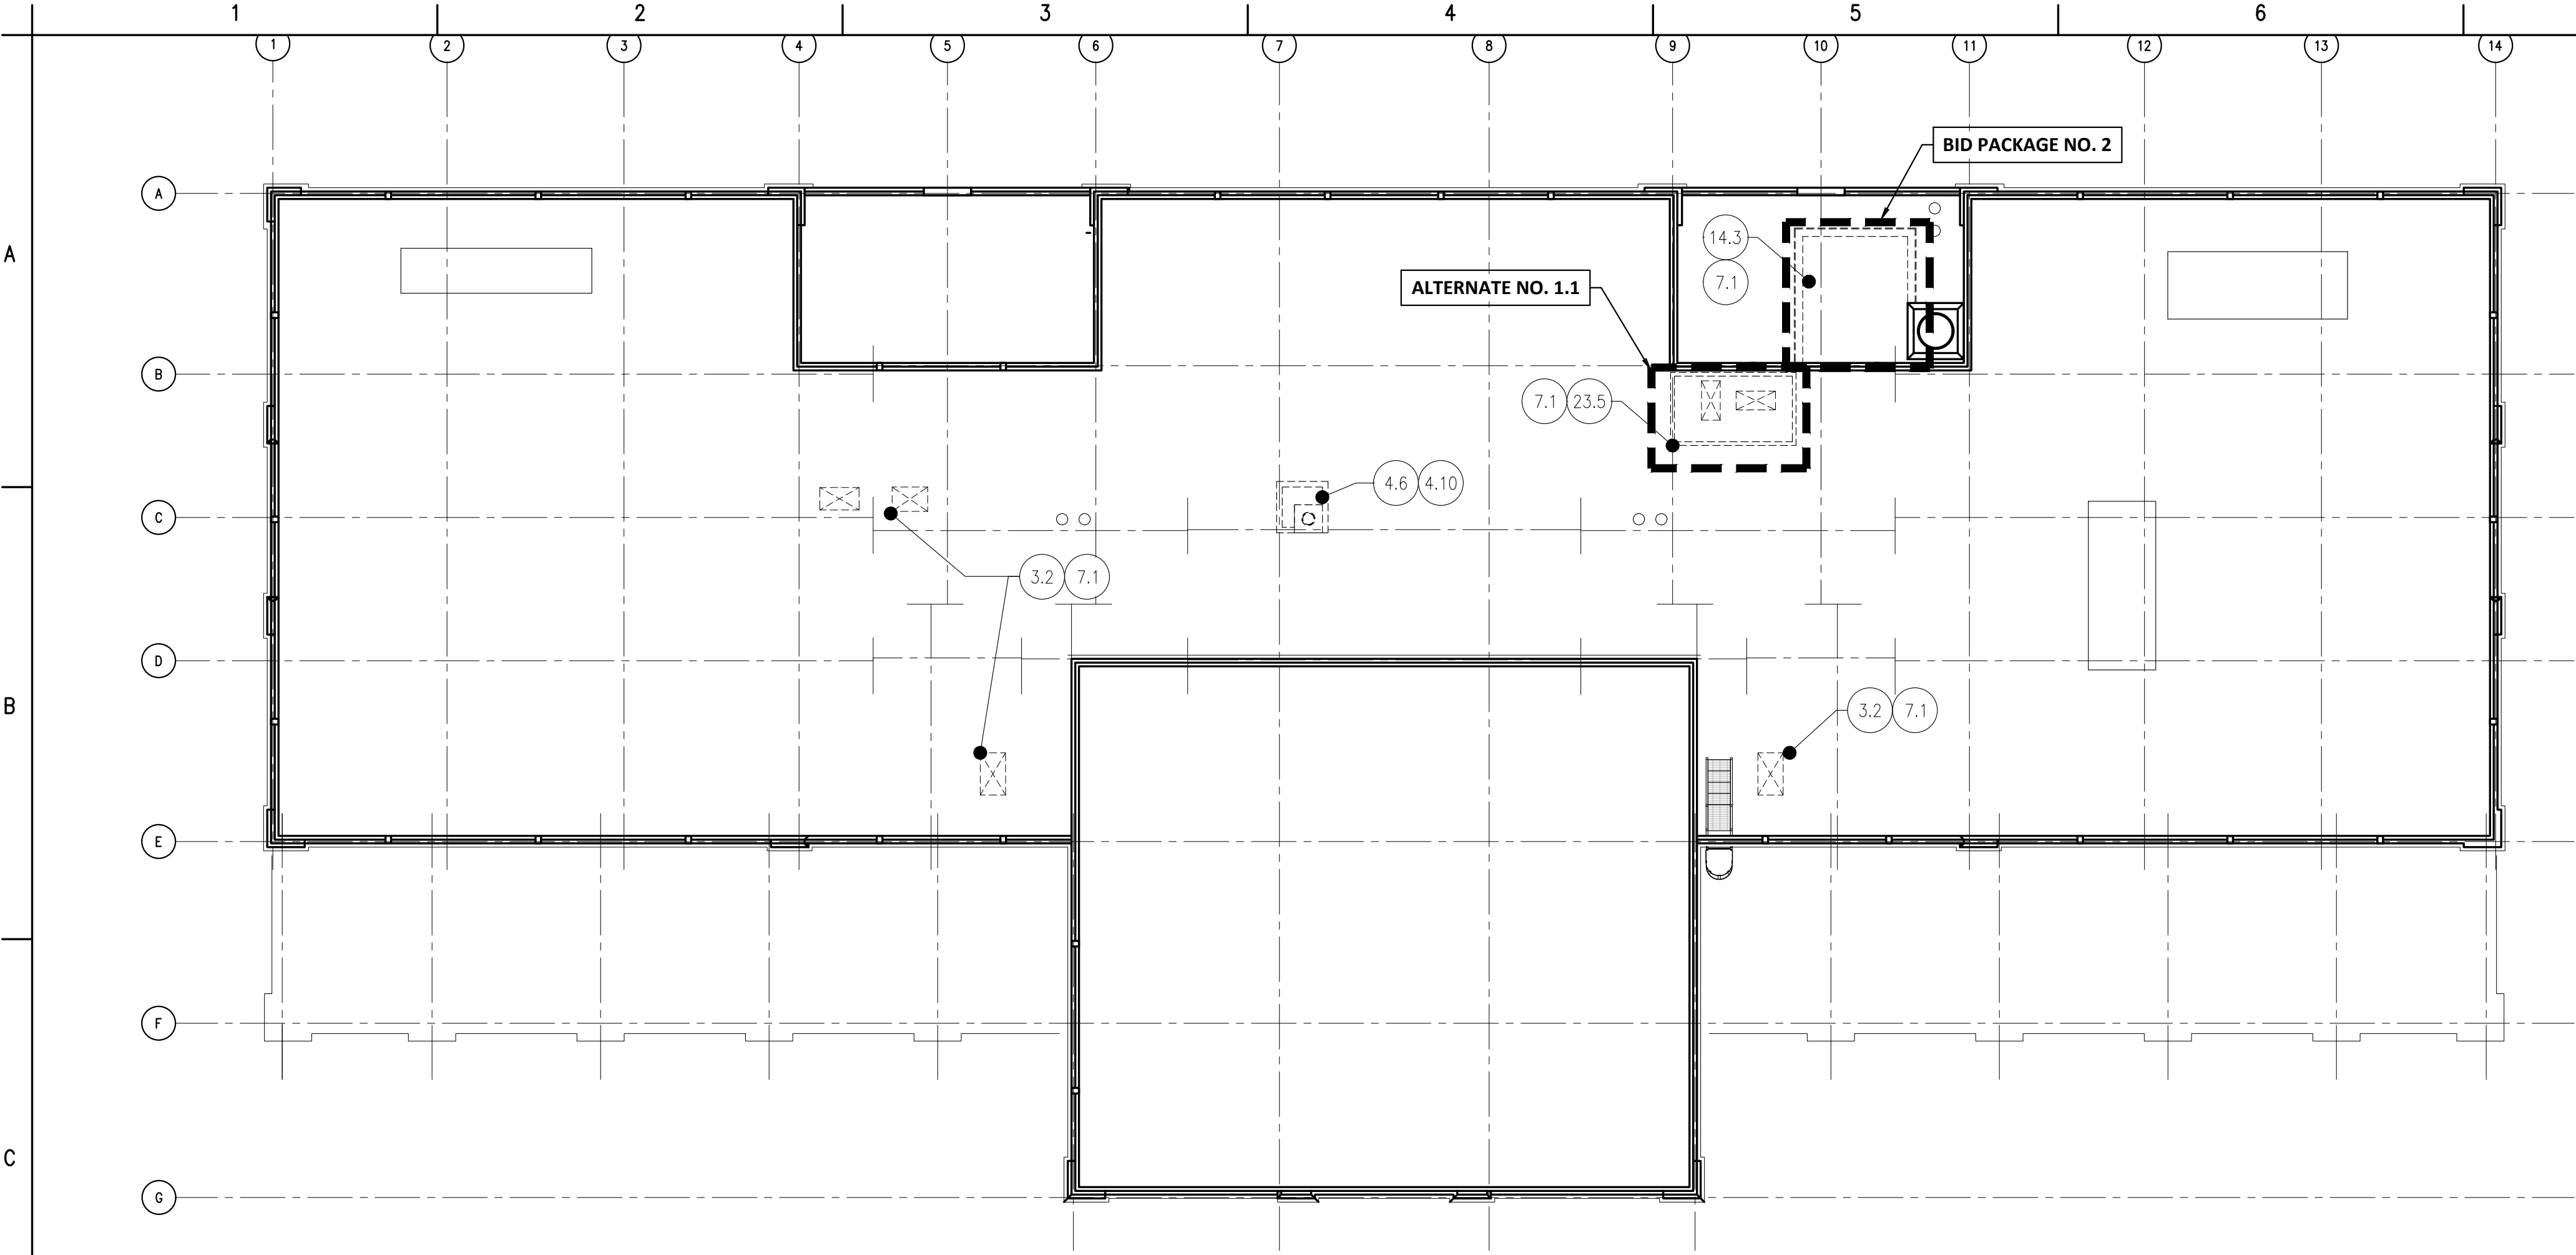 1 2 3 4 5 6
1 2 3 4 5 6 7 8 9 10 11 12 13 14
BID PACKAGE NO. 2
A
14.3
A
7.1
ALTERNATE NO. 1.1
B
7.1 23.5
4.6 4.10
C
3.2 7.1
D
B
3.2 7.1
E
F
C
G